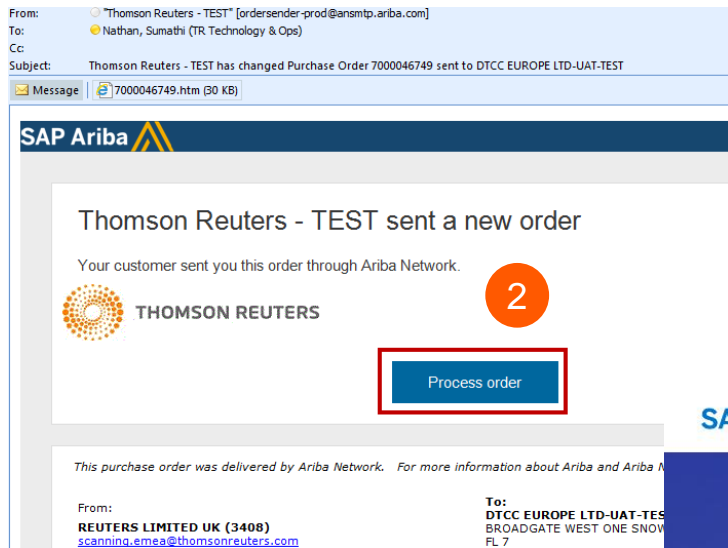 From: "Thomson Reuters - TEST" [ordersender-prod@ansmtp.ariba.com]
To: Nathan, Sumathi (TR Technology & Ops)
Cc:
Subject: Thomson Reuters - TEST has changed Purchase Order 7000046749 sent to DTCC EUROPE LTD-UAT-TEST
Message 7000046749.htm (30 KB)
SAP Ariba
Thomson Reuters - TEST sent a new order
Your customer sent you this order through Ariba Network.
2
THOMSON REUTERS
Process order
SA
This purchase order was delivered by Ariba Network. For more information about Ariba and Ariba
From:
REUTERS LIMITED UK (3408)
scanning.emea@thomsonreuters.com
To:
DTCC EUROPE LTD-UAT-TES
BROADGATE WEST ONE SNOW
FL 7